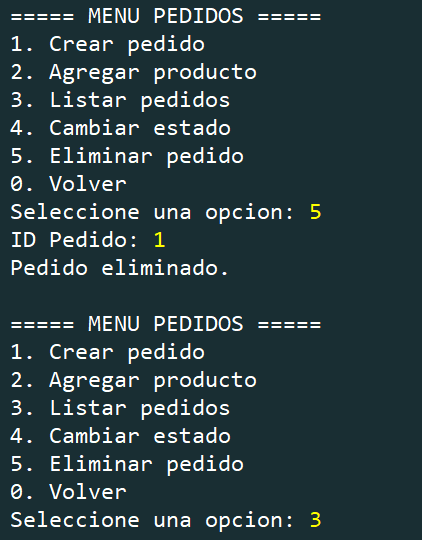 ===== MENU PEDIDOS =====
1. Crear pedido
2. Agregar producto
3. Listar pedidos
4. Cambiar estado
5. Eliminar pedido
0. Volver
Seleccione una opcion: 5
ID Pedido: 1
Pedido eliminado.

===== MENU PEDIDOS =====
1. Crear pedido
2. Agregar producto
3. Listar pedidos
4. Cambiar estado
5. Eliminar pedido
0. Volver
Seleccione una opcion: 3